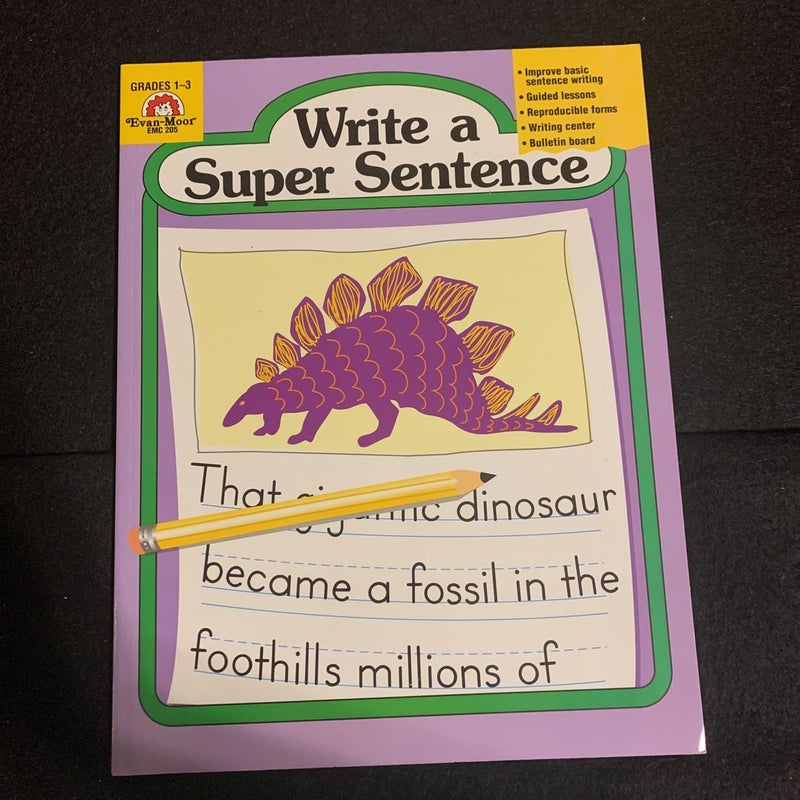 GRADES 1–3
Evan-Moor
EMC 205
• Improve basic
sentence writing
• Guided lessons
• Reproducible forms
• Writing center
• Bulletin board
Write a
Super Sentence
That gigantic dinosaur
became a fossil in the
foothills millions of